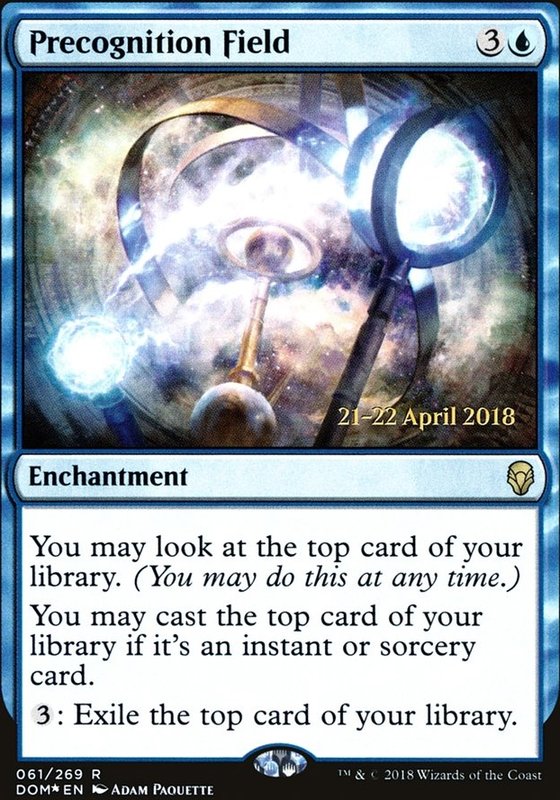 Precognition Field 3
21–22 April 2018
Enchantment
You may look at the top card of your
library. (You may do this at any time.)
You may cast the top card of your
library if it's an instant or sorcery
card.
3: Exile the top card of your library.
061/269 R
™ & © 2018 Wizards of the Coast
DOM★EN Adam Paquette